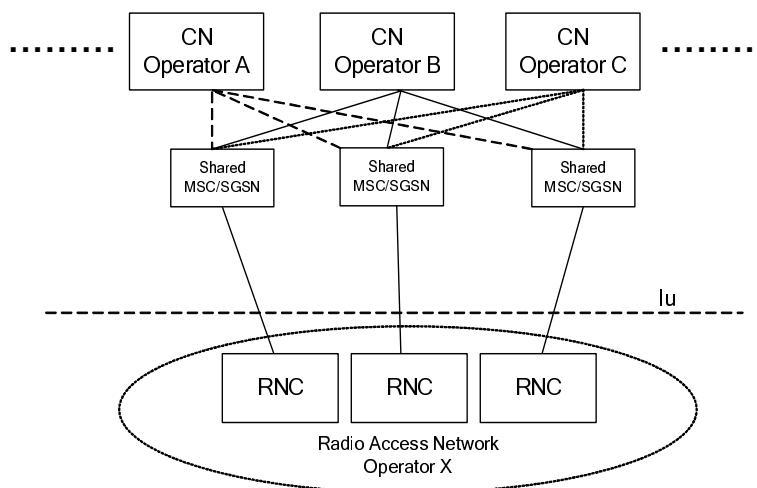 CN
Operator A
CN
Operator B
CN
Operator C
Shared
MSC/SGSN
Shared
MSC/SGSN
Shared
MSC/SGSN
Iu
RNC
RNC
RNC
Radio Access Network
Operator X